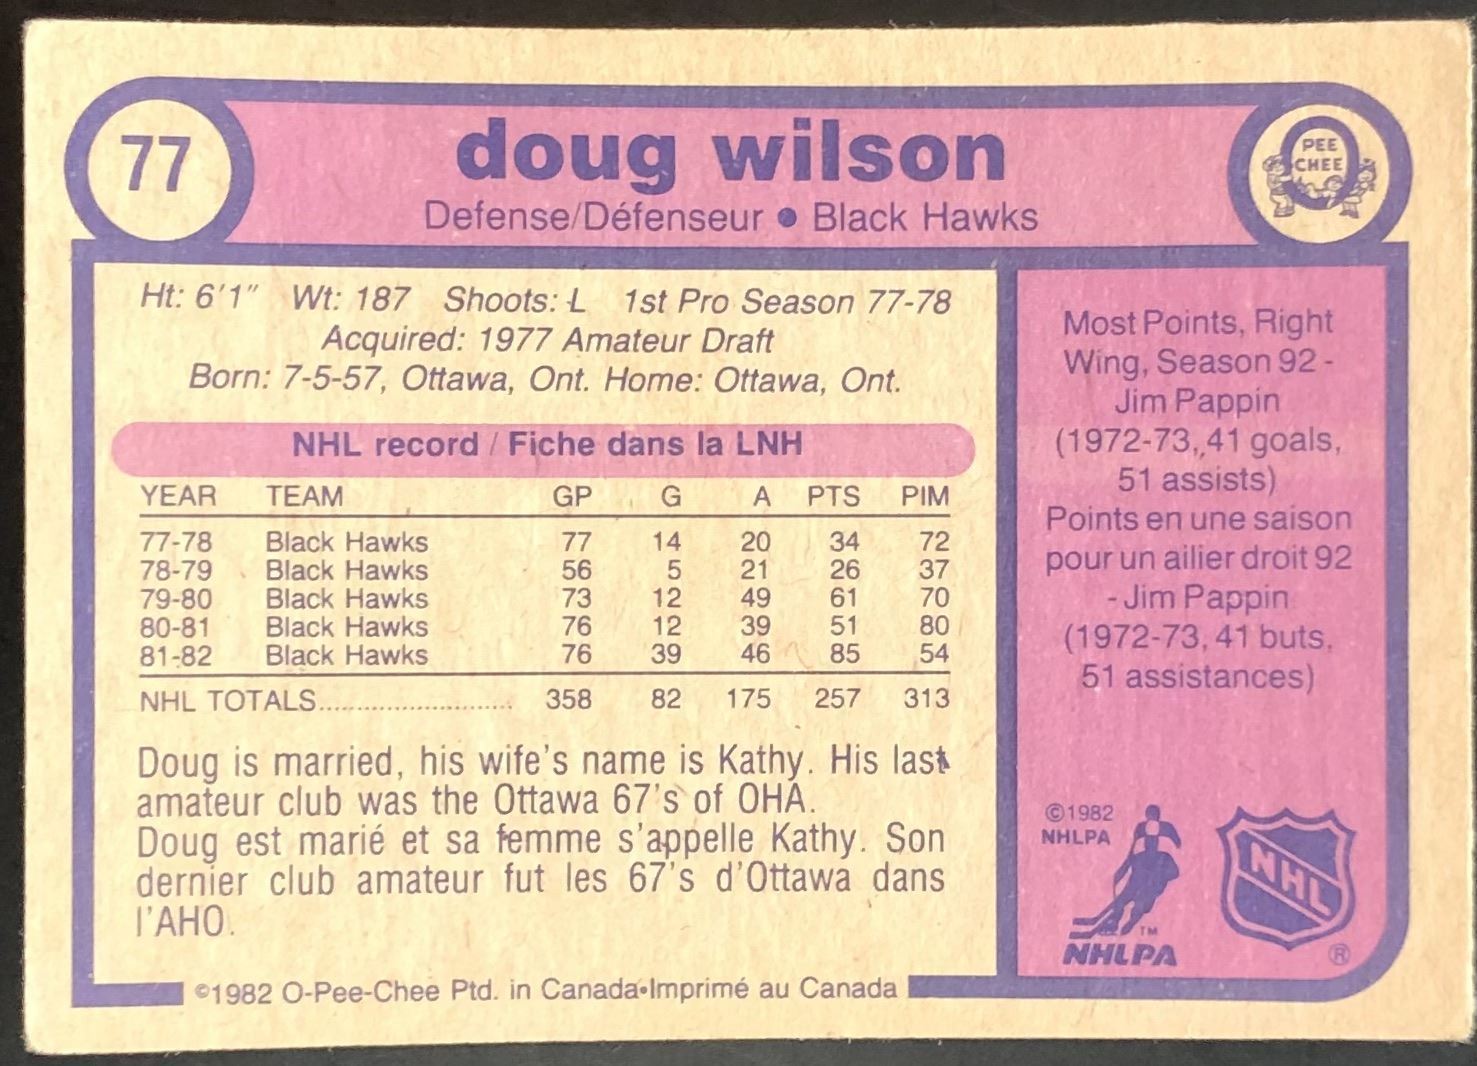 77
doug wilson
PEE
CHEE
Defense/Défenseur • Black Hawks
Ht: 6'1" Wt: 187 Shoots: L 1st Pro Season 77-78
Acquired: 1977 Amateur Draft
Born: 7-5-57, Ottawa, Ont. Home: Ottawa, Ont.
NHL record / Fiche dans la LNH
YEAR TEAM GP G A PTS PIM
77-78 Black Hawks 77 14 20 34 72
78-79 Black Hawks 56 5 21 26 37
79-80 Black Hawks 73 12 49 61 70
80-81 Black Hawks 76 12 39 51 80
81-82 Black Hawks 76 39 46 85 54
NHL TOTALS.......................... 358 82 175 257 313
Doug is married, his wife's name is Kathy. His last
amateur club was the Ottawa 67's of OHA.
Doug est marié et sa femme s'appelle Kathy. Son
dernier club amateur fut les 67's d'Ottawa dans
l'AHO.
Most Points, Right
Wing, Season 92 -
Jim Pappin
(1972-73, 41 goals,
51 assists)
Points en une saison
pour un ailier droit 92
- Jim Pappin
(1972-73, 41 buts,
51 assistances)
©1982
NHLPA
TM
NHLPA
NHL
®
©1982 O-Pee-Chee Ptd. in Canada•Imprimé au Canada